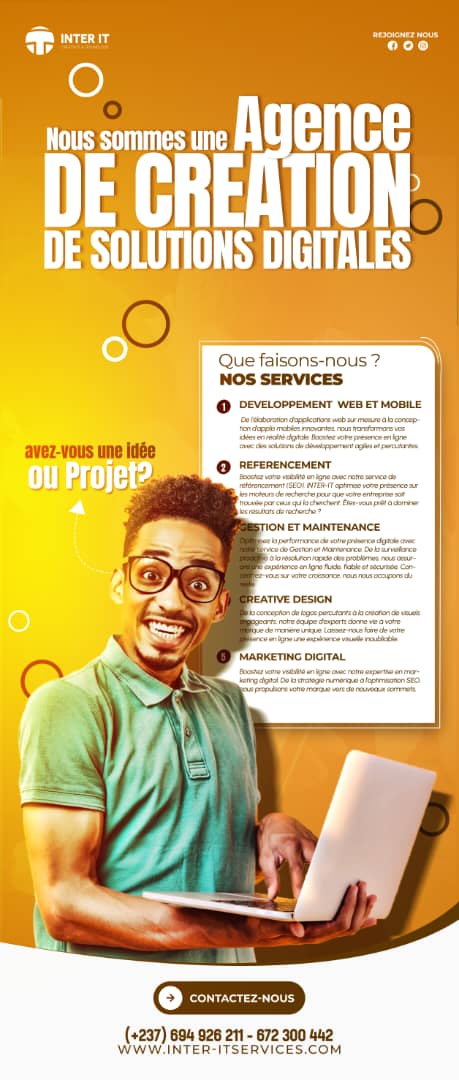 INTER IT
REJOIGNEZ NOUS
Nous sommes une Agence
DE CREATION
DE SOLUTIONS DIGITALES
Que faisons-nous ?
NOS SERVICES
1 DEVELOPPEMENT WEB ET MOBILE
De l'élaboration d'applications web sur mesure à la concep-
tion d'applis mobiles innovantes, nous transformons vos
idées en réalité digitale. Boostez votre présence en ligne
avec des solutions de développement agiles et percutantes.
avez-vous une idée
ou Projet?
2 REFERENCEMENT
Boostez votre visibilité en ligne avec notre service de
référencement (SEO). INTER-IT optimise votre présence sur
les moteurs de recherche pour que votre entreprise soit
trouvée par ceux qui la cherchent. Êtes-vous prêt à dominer
les résultats de recherche ?
GESTION ET MAINTENANCE
la performance de votre présence digitale avec
service de Gestion et Maintenance. De la surveillance
à la résolution rapide des problèmes, nous
une expérience en ligne fluide, fiable et sécurisée.
sur votre croissance, nous nous occupons du
CREATIVE DESIGN
De la conception de logos percutants à la création de visuels
engageants, notre équipe d'experts donne vie à votre
marque de manière unique. Laissez-nous faire de votre
présence en ligne une expérience visuelle inoubliable.
5 MARKETING DIGITAL
Boostez votre visibilité en ligne avec notre expertise en mar-
keting digital. De la stratégie numérique à l'optimisation SEO,
nous propulsons votre marque vers de nouveaux sommets.
CONTACTEZ-NOUS
(+237) 694 926 211 - 672 300 442
WWW.INTER-ITSERVICES.COM